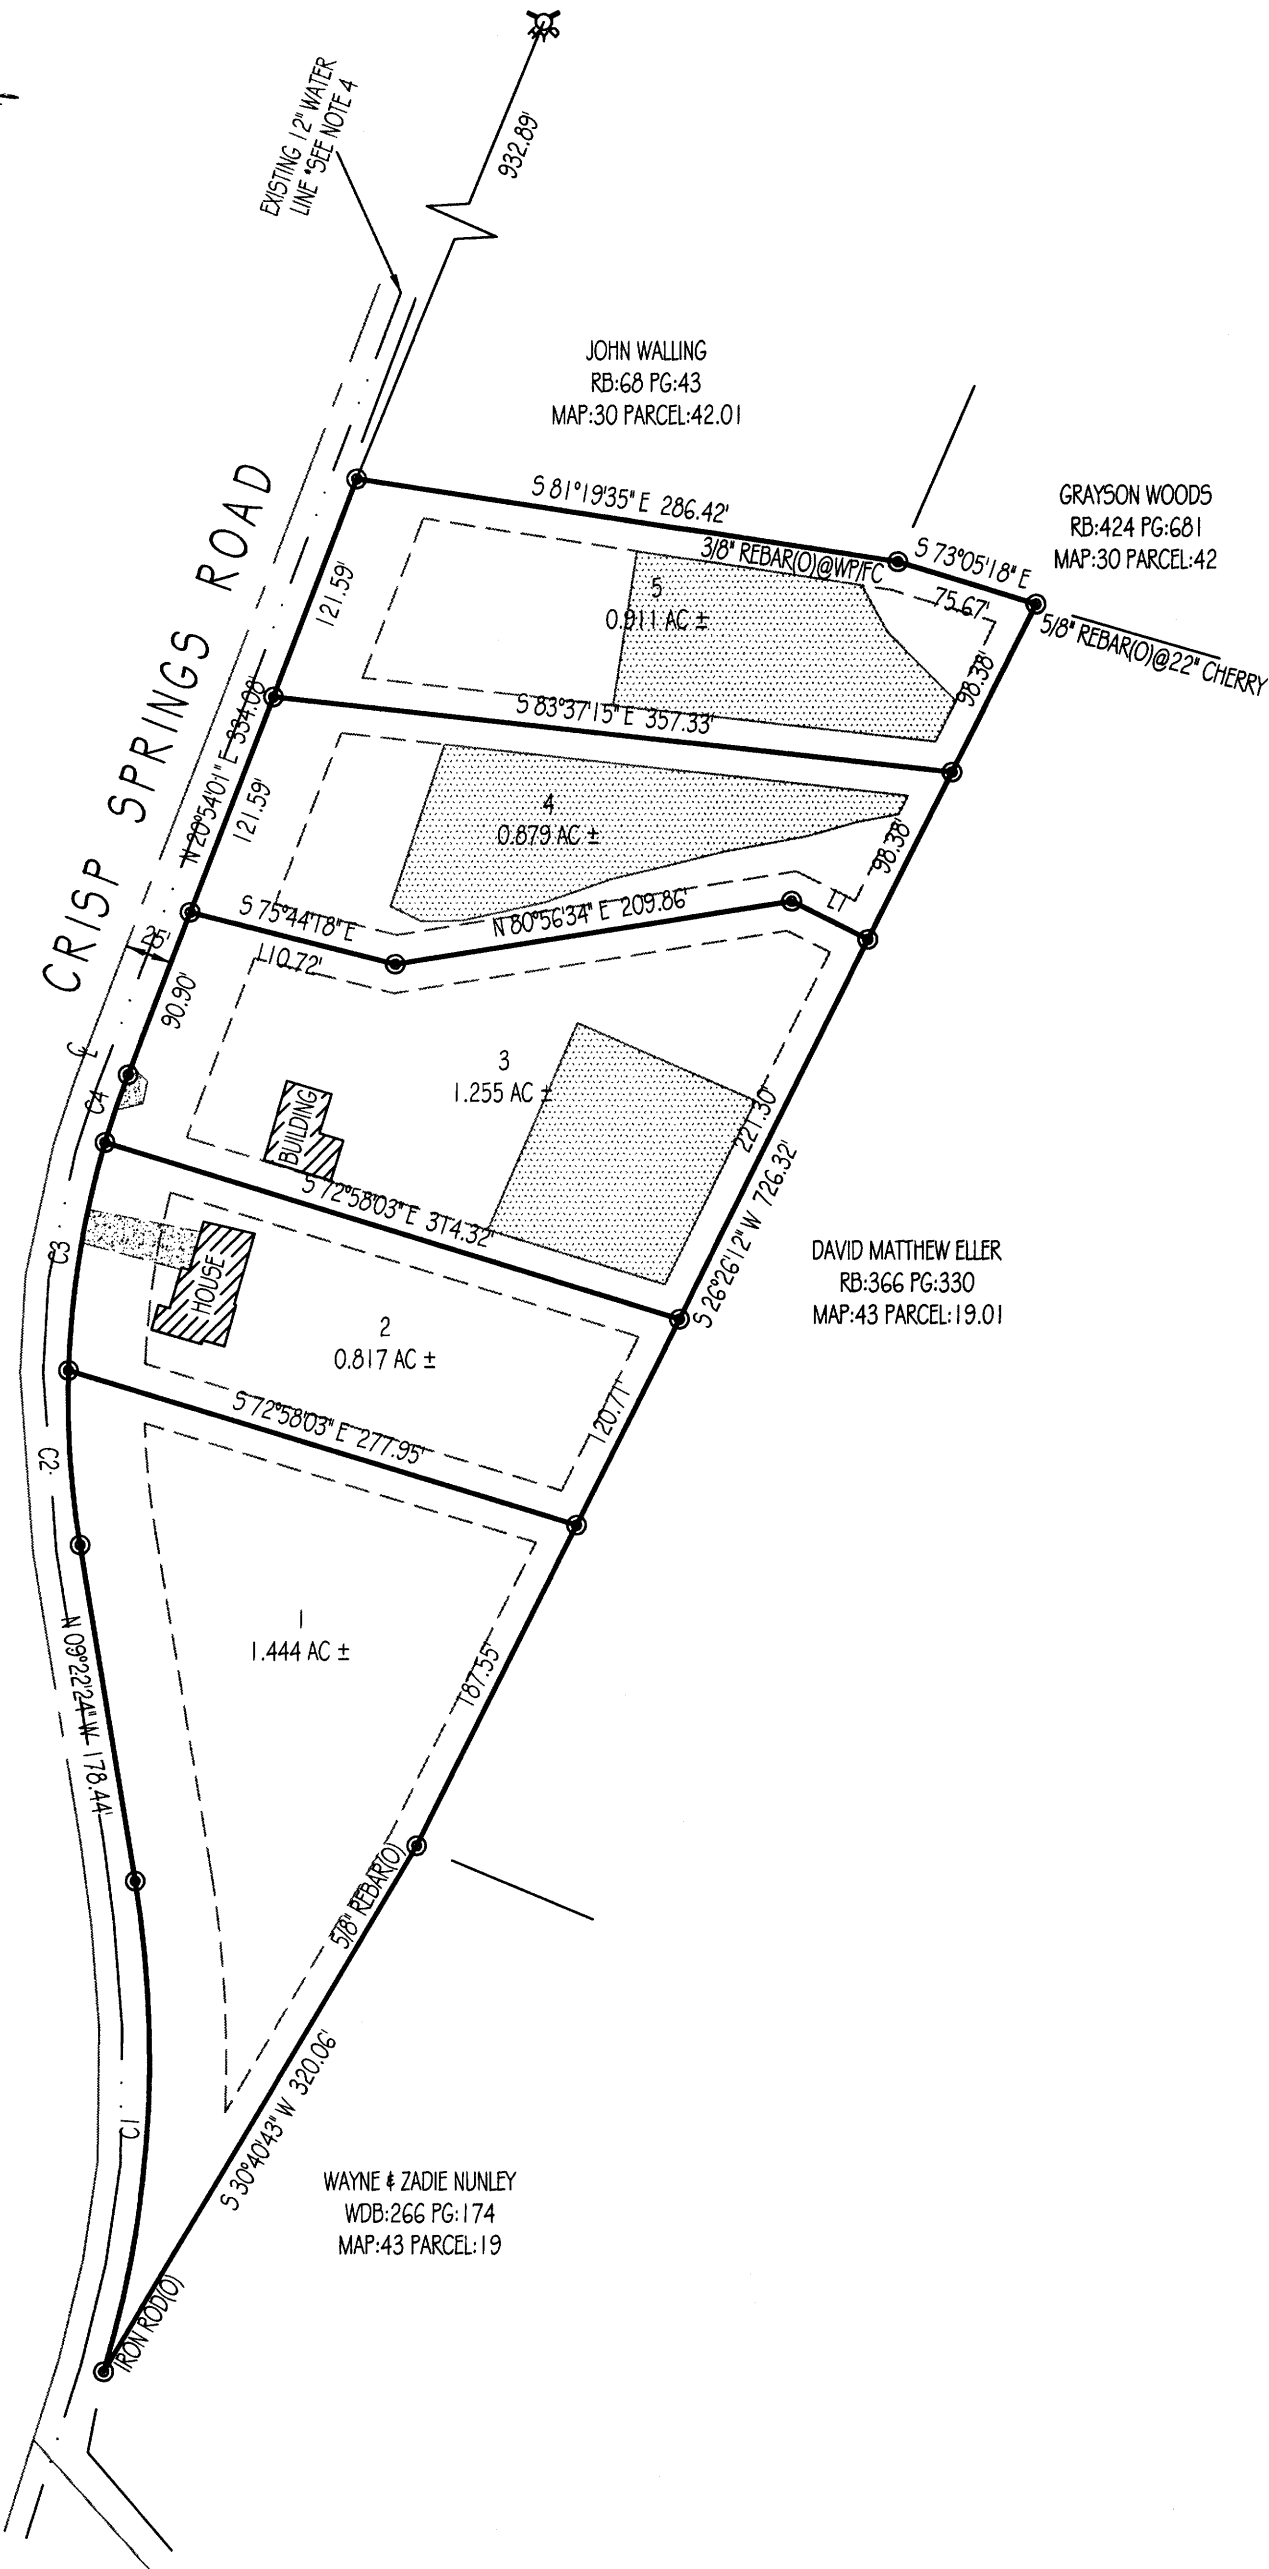 932.89'
EXISTING 12" WATER
LINE *SEE NOTE 4
JOHN WALLING
RB:68 PG:43
MAP:30 PARCEL:42.01
GRAYSON WOODS
RB:424 PG:681
MAP:30 PARCEL:42
S 81°19'35" E 286.42'
3/8" REBAR(O)@WP/FC
S 73°05'18" E
75.67'
5/8" REBAR(O)@22" CHERRY
CRISP SPRINGS ROAD
121.59'
5
0.911 AC ±
98.38'
S 83°37'15" E 357.33'
N 20°54'01" E 334.08'
121.59'
4
0.879 AC ±
98.38'
S 75°44'18" E
110.72'
N 80°56'34" E 209.86'
L1
25'
90.90'
℄
C4
3
1.255 AC ±
BUILDING
221.30'
S 26°26'12" W 726.32'
S 72°58'03" E 314.32'
DAVID MATTHEW ELLER
RB:366 PG:330
MAP:43 PARCEL:19.01
C3
HOUSE
2
0.817 AC ±
120.71'
S 72°58'03" E 277.95'
C2
1
1.444 AC ±
N 09°22'24" W 178.44'
187.55'
5/8" REBAR(O)
S 30°40'43" W 320.06'
C1
WAYNE & ZADIE NUNLEY
WDB:266 PG:174
MAP:43 PARCEL:19
IRON ROD(O)